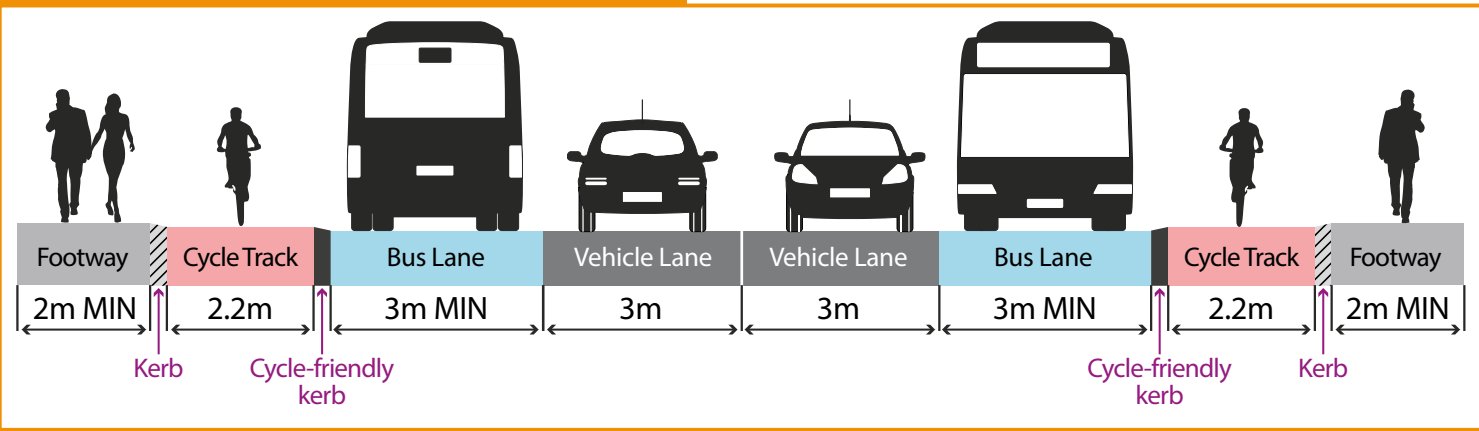 Footway Cycle Track Bus Lane Vehicle Lane Vehicle Lane Bus Lane Cycle Track Footway
2m MIN 2.2m 3m MIN 3m 3m 3m MIN 2.2m 2m MIN
Kerb Cycle-friendly Cycle-friendly Kerb
kerb kerb